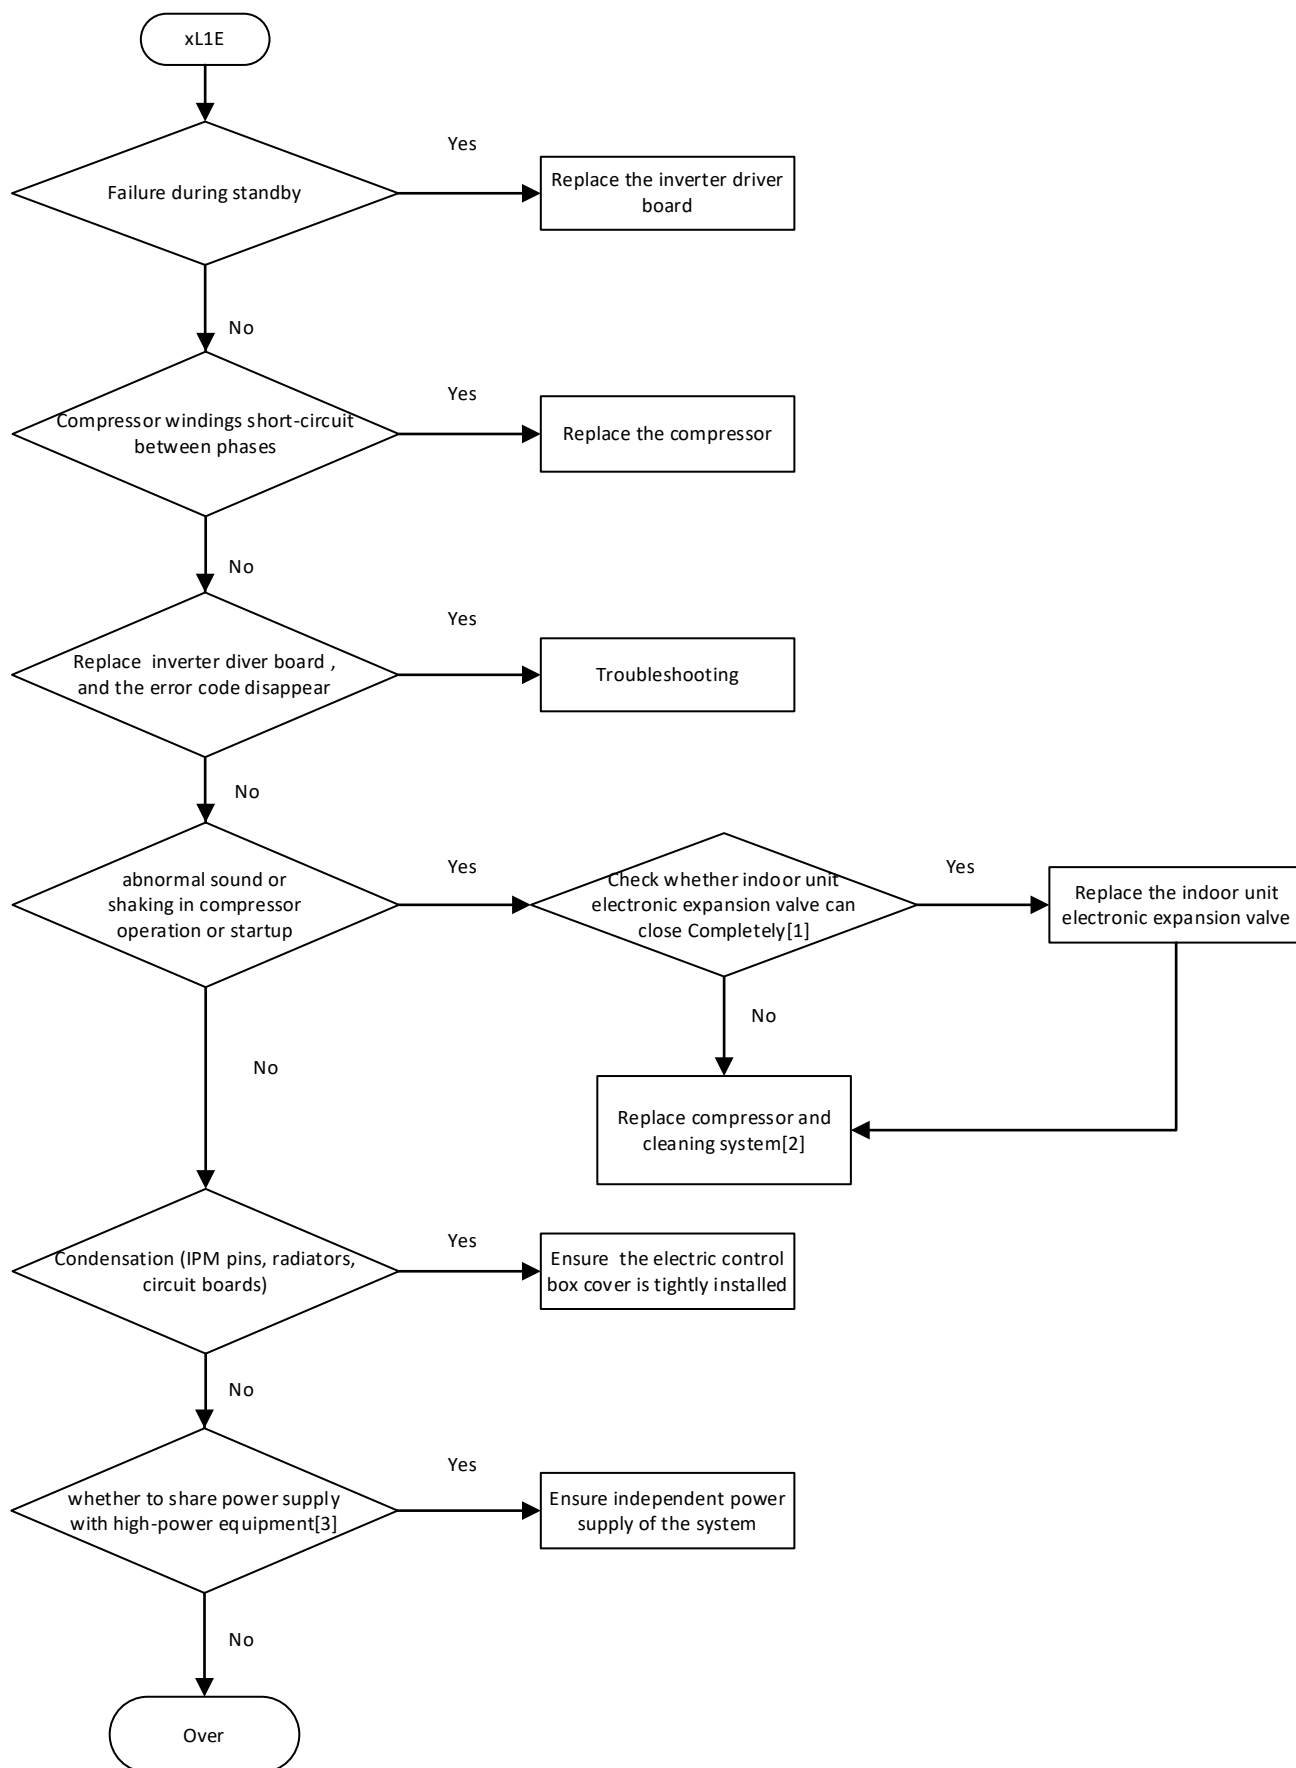 xL1E
Yes
Failure during standby
Replace the inverter driver
board
No
Yes
Compressor windings short-circuit
between phases
Replace the compressor
No
Yes
Replace inverter diver board ,
and the error code disappear
Troubleshooting
No
Yes
abnormal sound or
shaking in compressor
operation or startup
Check whether indoor unit
electronic expansion valve can
close Completely[1]
Yes
Replace the indoor unit
electronic expansion valve
No
No
Replace compressor and
cleaning system[2]
Yes
Condensation (IPM pins, radiators,
circuit boards)
Ensure the electric control
box cover is tightly installed
No
Yes
whether to share power supply
with high-power equipment[3]
Ensure independent power
supply of the system
No
Over